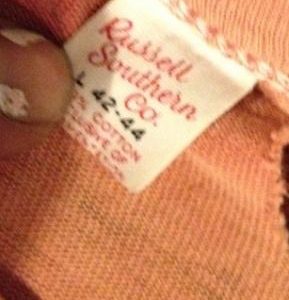 Russell
Southern
Co.
L 42-44
% COTTON